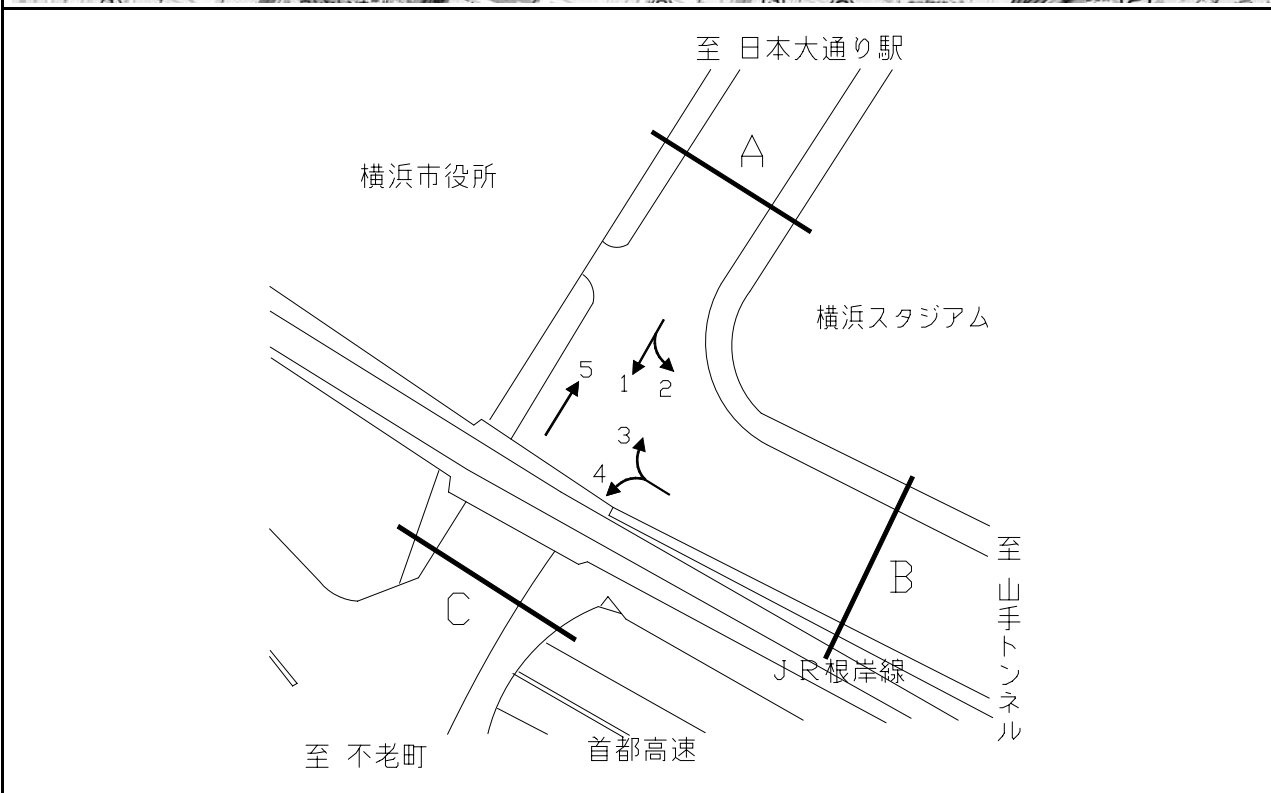 至 日本大通り駅
A
横浜市役所
横浜スタジアム
5
1
2
3
4
至 山手トンネル
B
C
JR根岸線
首都高速
至 不老町